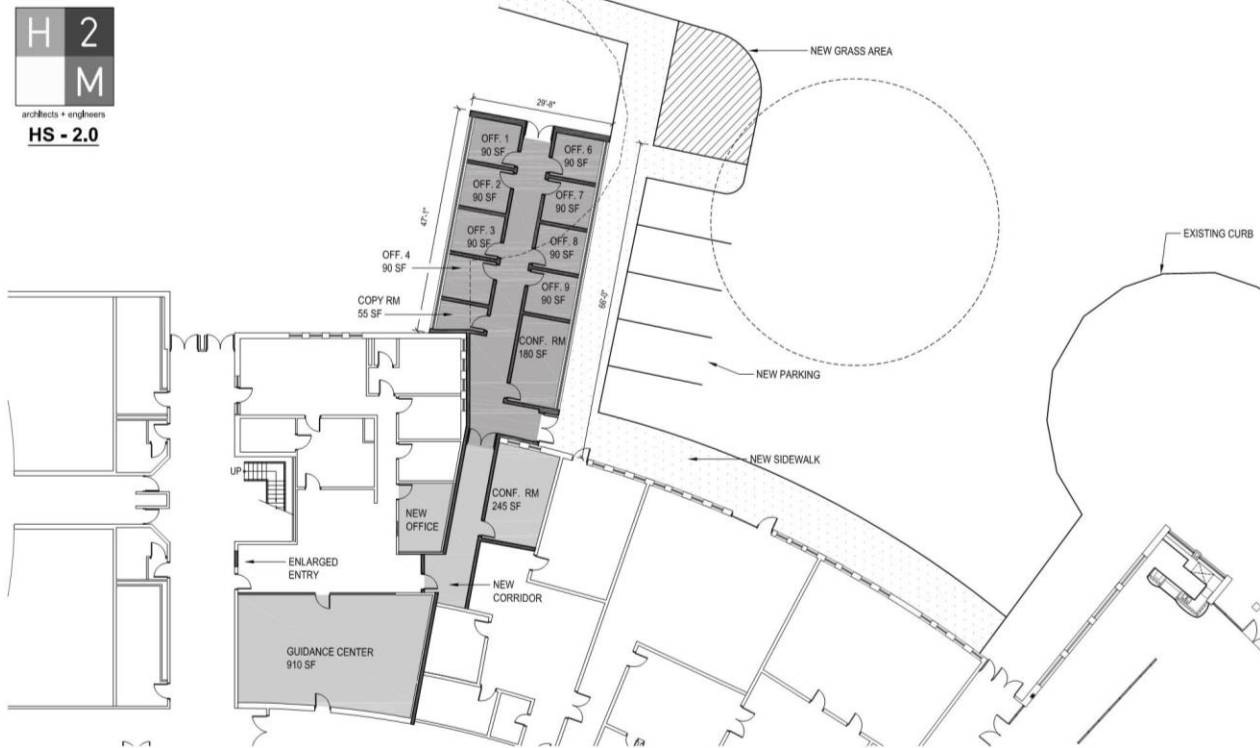 H 2
M
architects + engineers
HS - 2.0
NEW GRASS AREA
29'-8"
OFF. 1
90 SF
OFF. 6
90 SF
OFF. 2
90 SF
OFF. 7
90 SF
47'-1"
OFF. 3
90 SF
OFF. 8
90 SF
EXISTING CURB
OFF. 4
90 SF
OFF. 9
90 SF
66'-0"
COPY RM
55 SF
CONF. RM
180 SF
NEW PARKING
NEW SIDEWALK
UP
CONF. RM
245 SF
NEW
OFFICE
ENLARGED
ENTRY
NEW
CORRIDOR
GUIDANCE CENTER
910 SF